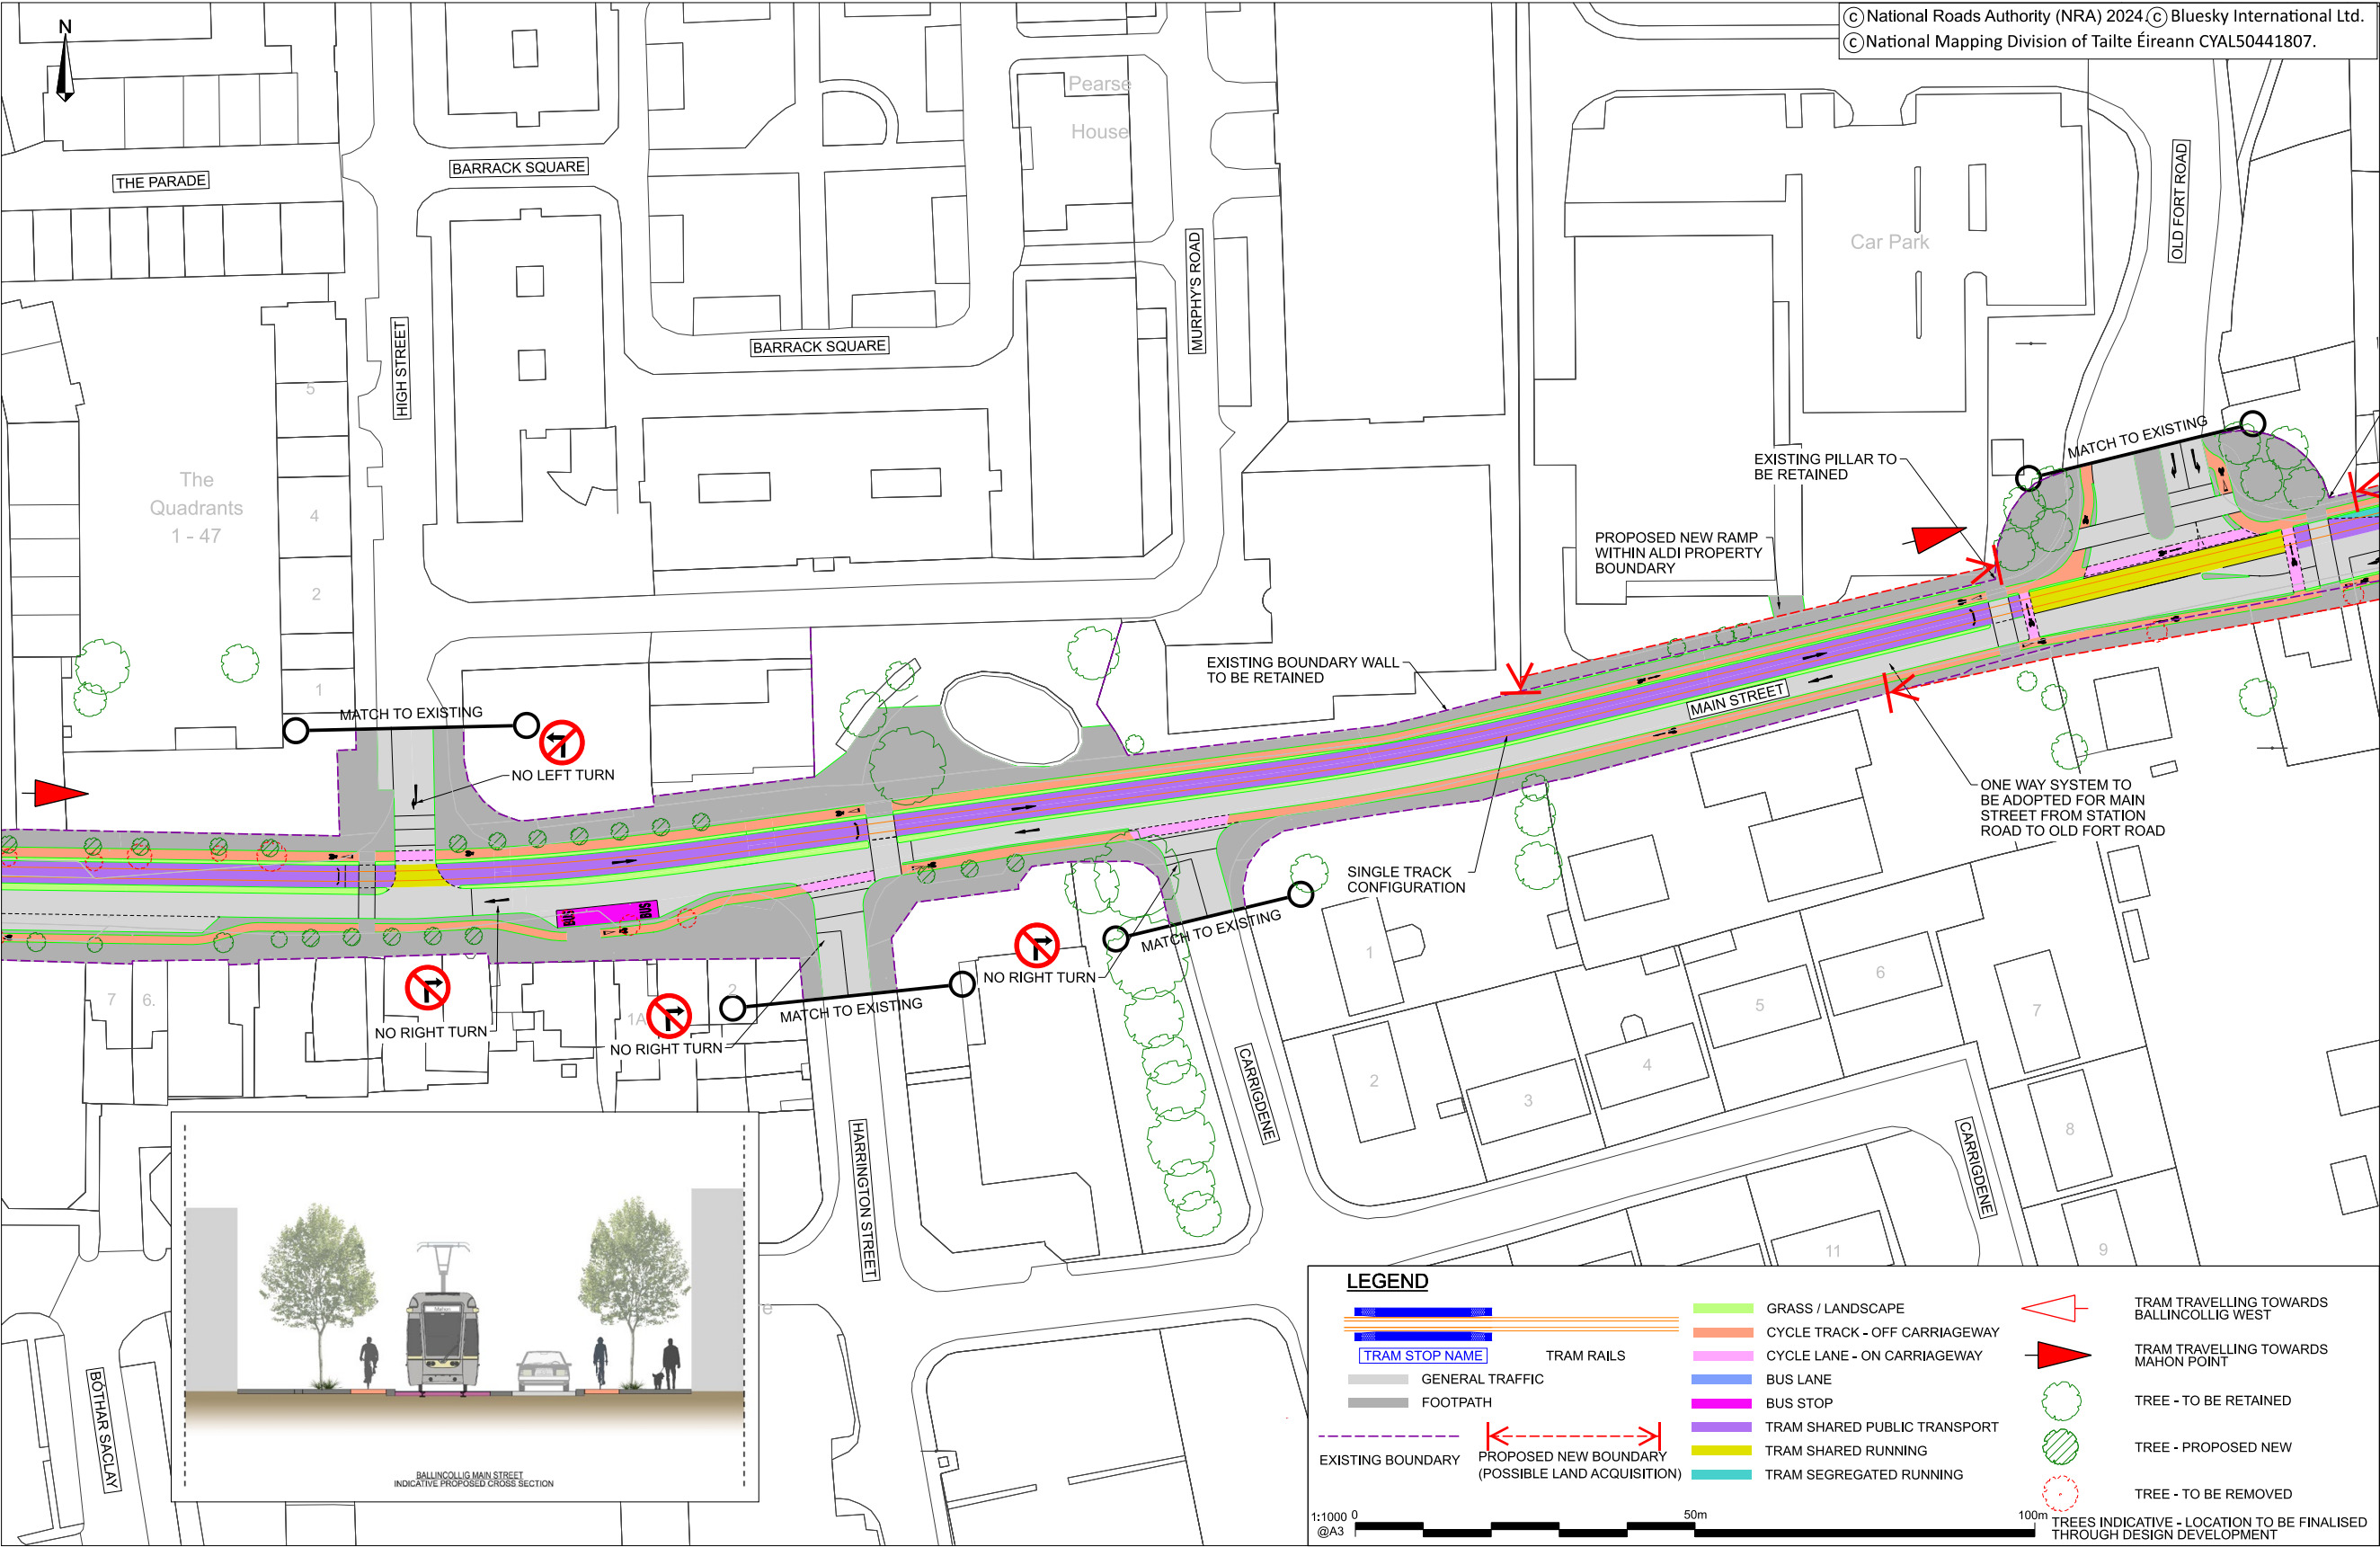 © National Roads Authority (NRA) 2024. © Bluesky International Ltd.
© National Mapping Division of Tailte Éireann CYAL50441807.
N
THE PARADE
BARRACK SQUARE
Pearse
House
HIGH STREET
BARRACK SQUARE
MURPHY'S ROAD
Car Park
OLD FORT ROAD
The
Quadrants
1 - 47
5
4
2
1
MATCH TO EXISTING
EXISTING PILLAR TO
BE RETAINED
PROPOSED NEW RAMP
WITHIN ALDI PROPERTY
BOUNDARY
EXISTING BOUNDARY WALL
TO BE RETAINED
MAIN STREET
MATCH TO EXISTING
NO LEFT TURN
ONE WAY SYSTEM TO
BE ADOPTED FOR MAIN
STREET FROM STATION
ROAD TO OLD FORT ROAD
SINGLE TRACK
CONFIGURATION
BUS
BUS
7
6.
NO RIGHT TURN
1A
2
NO RIGHT TURN
MATCH TO EXISTING
NO RIGHT TURN
MATCH TO EXISTING
1
2
3
4
5
6
7
8
9
11
HARRINGTON STREET
CARRIGDENE
CARRIGDENE
BÓTHAR SACLAY
e
Mahon
BALLINCOLLIG MAIN STREET
INDICATIVE PROPOSED CROSS SECTION
LEGEND
TRAM STOP NAME
TRAM RAILS
GENERAL TRAFFIC
FOOTPATH
EXISTING BOUNDARY
PROPOSED NEW BOUNDARY
(POSSIBLE LAND ACQUISITION)
GRASS / LANDSCAPE
CYCLE TRACK - OFF CARRIAGEWAY
CYCLE LANE - ON CARRIAGEWAY
BUS LANE
BUS STOP
TRAM SHARED PUBLIC TRANSPORT
TRAM SHARED RUNNING
TRAM SEGREGATED RUNNING
TRAM TRAVELLING TOWARDS
BALLINCOLLIG WEST
TRAM TRAVELLING TOWARDS
MAHON POINT
TREE - TO BE RETAINED
TREE - PROPOSED NEW
TREE - TO BE REMOVED
1:1000
@A3
0
50m
100m
TREES INDICATIVE - LOCATION TO BE FINALISED
THROUGH DESIGN DEVELOPMENT